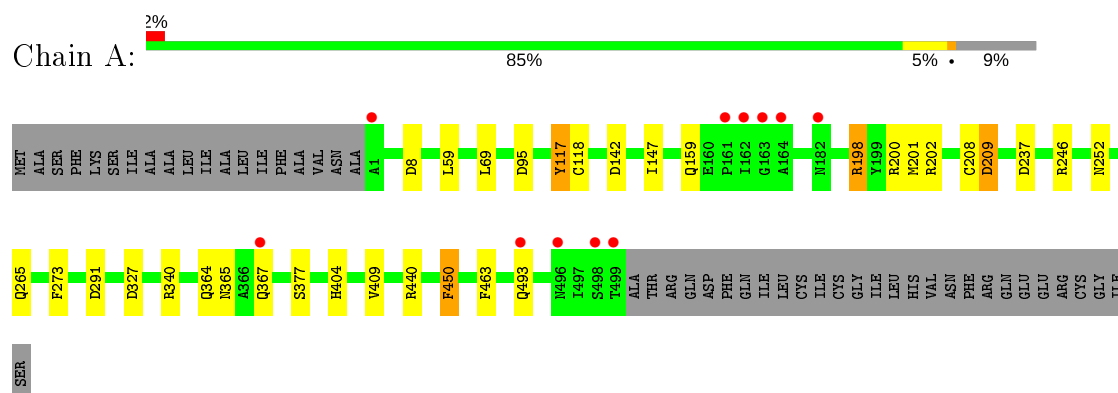 2%
Chain A:
85% 5% • 9%
MET ALA SER PHE LYS SER ILE ALA ALA LEU ILE ALA LEU ILE PHE ALA VAL ASN ALA A1 D8 L59 L69 D95 Y117 C118 D142 I147 Q159 E160 P161 I162 G163 A164 N182 R198 Y199 R200 M201 R202 C208 D209 D237 R246 N252
Q265 F273 D291 D327 R340 Q364 N365 A366 Q367 S377 H404 V409 R440 F450 F463 Q493 N496 I497 S498 T499 ALA THR ARG GLN ASP PHE GLN ILE LEU CYS ILE CYS GLY ILE LEU HIS VAL ASN PHE ARG GLN GLU GLU ARG CYS GLY ILE
SER